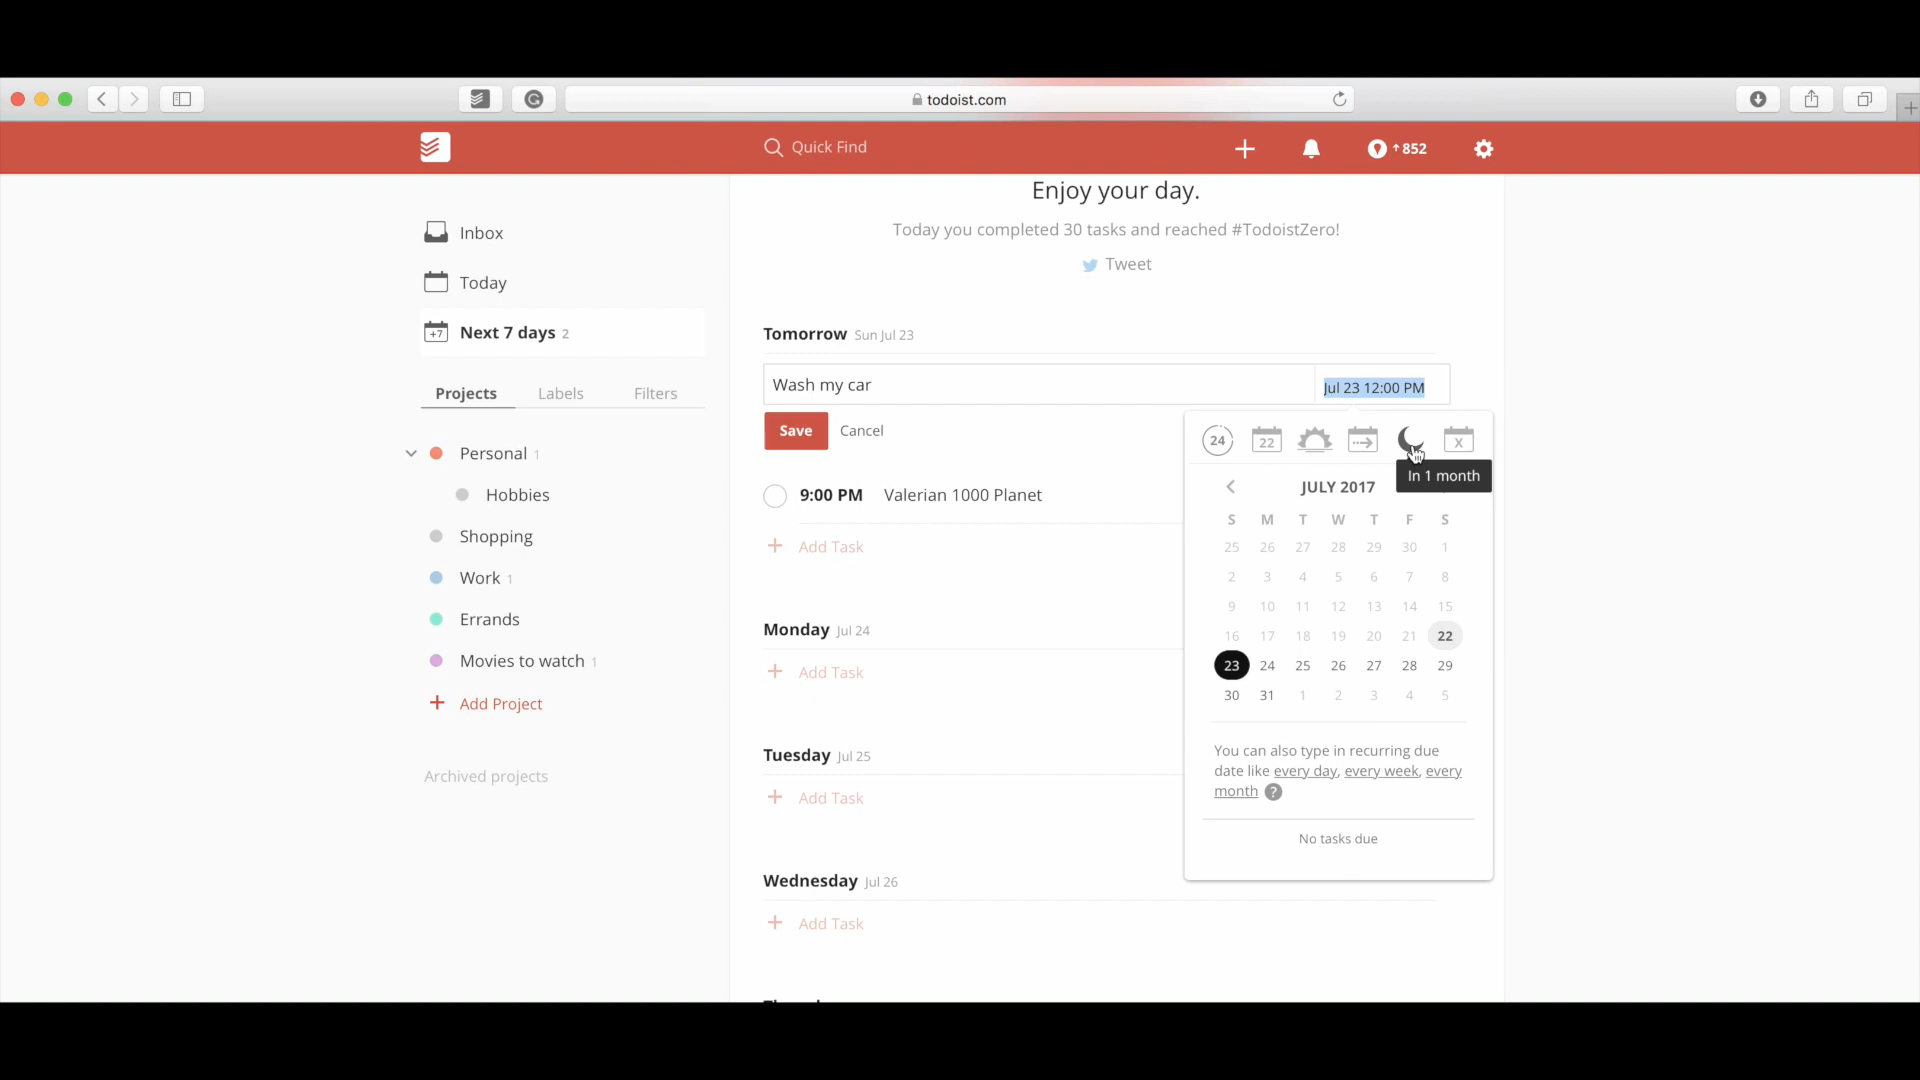 todoist.com
Quick Find
852
Enjoy your day.
Today you completed 30 tasks and reached #TodoistZero!
Tweet
Inbox
Today
+7 Next 7 days 2
Projects Labels Filters
Personal 1
Hobbies
Shopping
Work 1
Errands
Movies to watch 1
Add Project
Archived projects
Tomorrow Sun Jul 23
Wash my car Jul 23 12:00 PM
Save Cancel
9:00 PM Valerian 1000 Planet
Add Task
Monday Jul 24
Add Task
Tuesday Jul 25
Add Task
Wednesday Jul 26
Add Task
24 22 X
In 1 month
JULY 2017
S M T W T F S
25 26 27 28 29 30 1
2 3 4 5 6 7 8
9 10 11 12 13 14 15
16 17 18 19 20 21 22
23 24 25 26 27 28 29
30 31 1 2 3 4 5
You can also type in recurring due
date like every day, every week, every
month ?
No tasks due